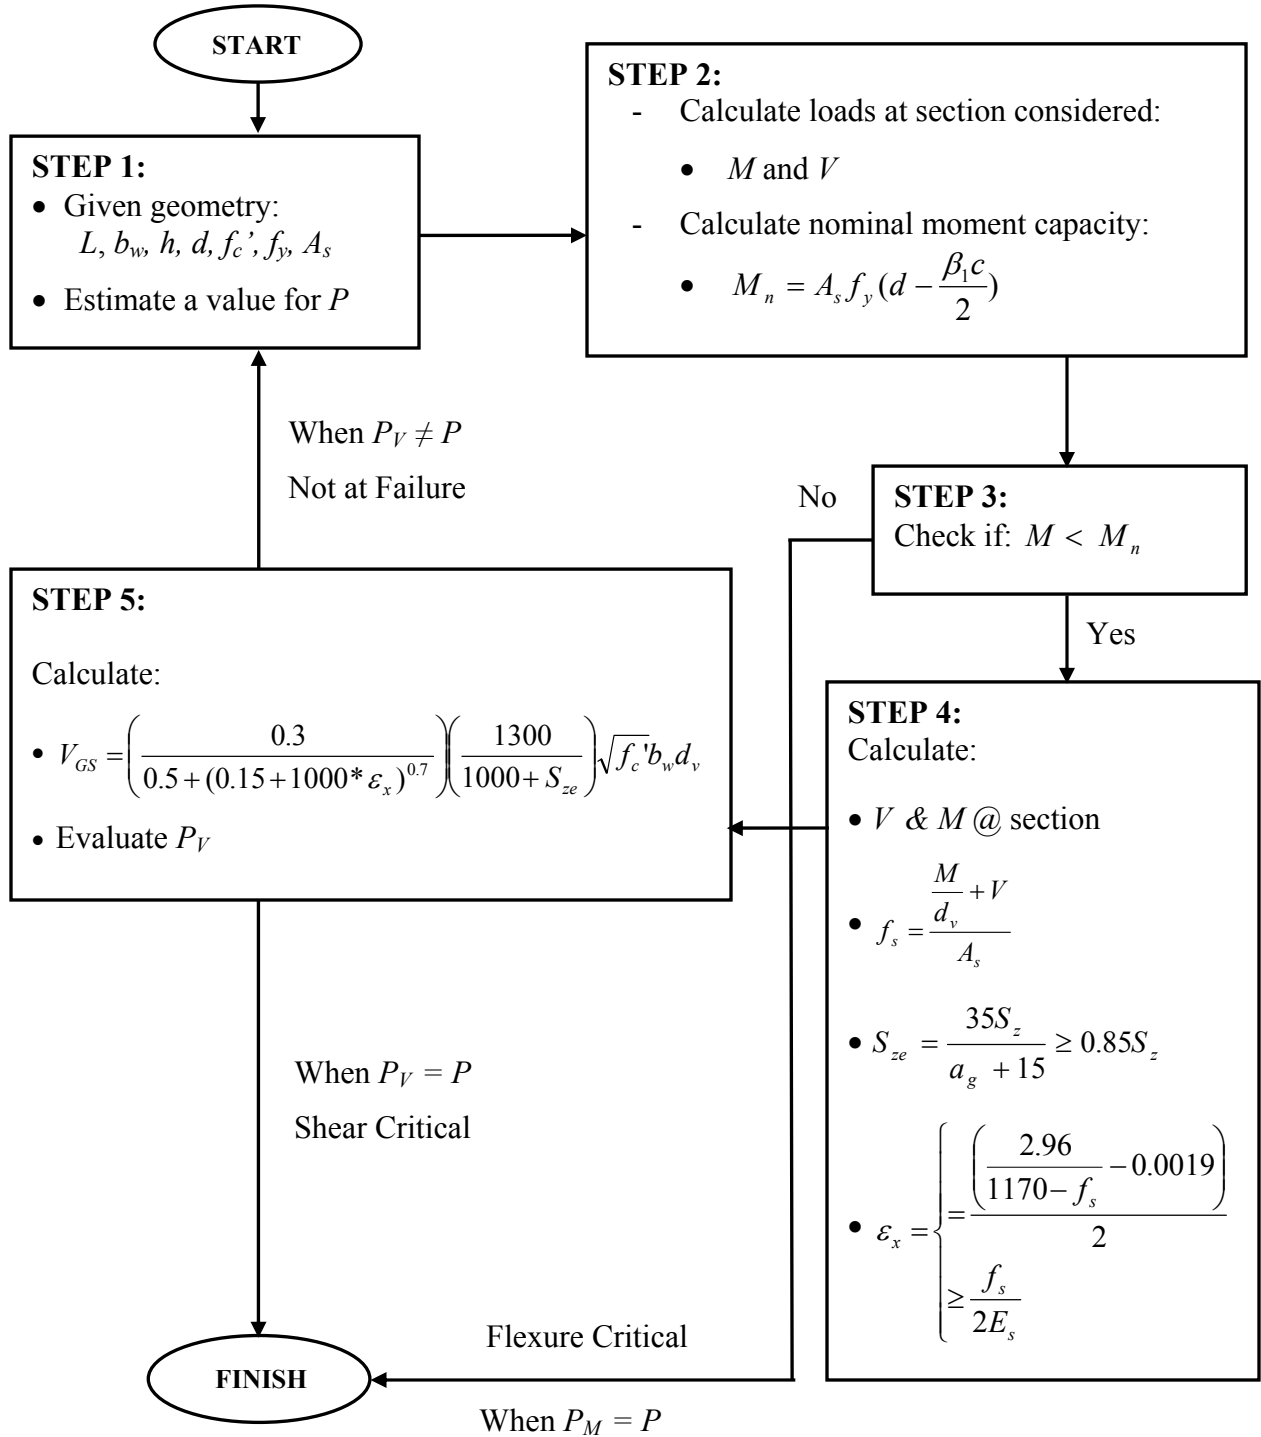 START
STEP 1:
• Given geometry:
L, b_w, h, d, f_c’, f_y, A_s
• Estimate a value for P
STEP 2:
- Calculate loads at section considered:
• M and V
- Calculate nominal moment capacity:
• M_n = A_s f_y (d − β_1 c / 2)
When P_V ≠ P
Not at Failure
No
STEP 3:
Check if: M < M_n
Yes
STEP 5:
Calculate:
• V_GS = (0.3 / (0.5 + (0.15 + 1000 * ε_x)^0.7)) (1300 / (1000 + S_ze)) √f_c' b_w d_v
• Evaluate P_V
STEP 4:
Calculate:
• V & M @ section
• f_s = (M / d_v + V) / A_s
• S_ze = 35S_z / (a_g + 15) ≥ 0.85S_z
• ε_x = { = (2.96 / (1170 − f_s) − 0.0019) / 2
≥ f_s / 2E_s
When P_V = P
Shear Critical
Flexure Critical
FINISH
When P_M = P